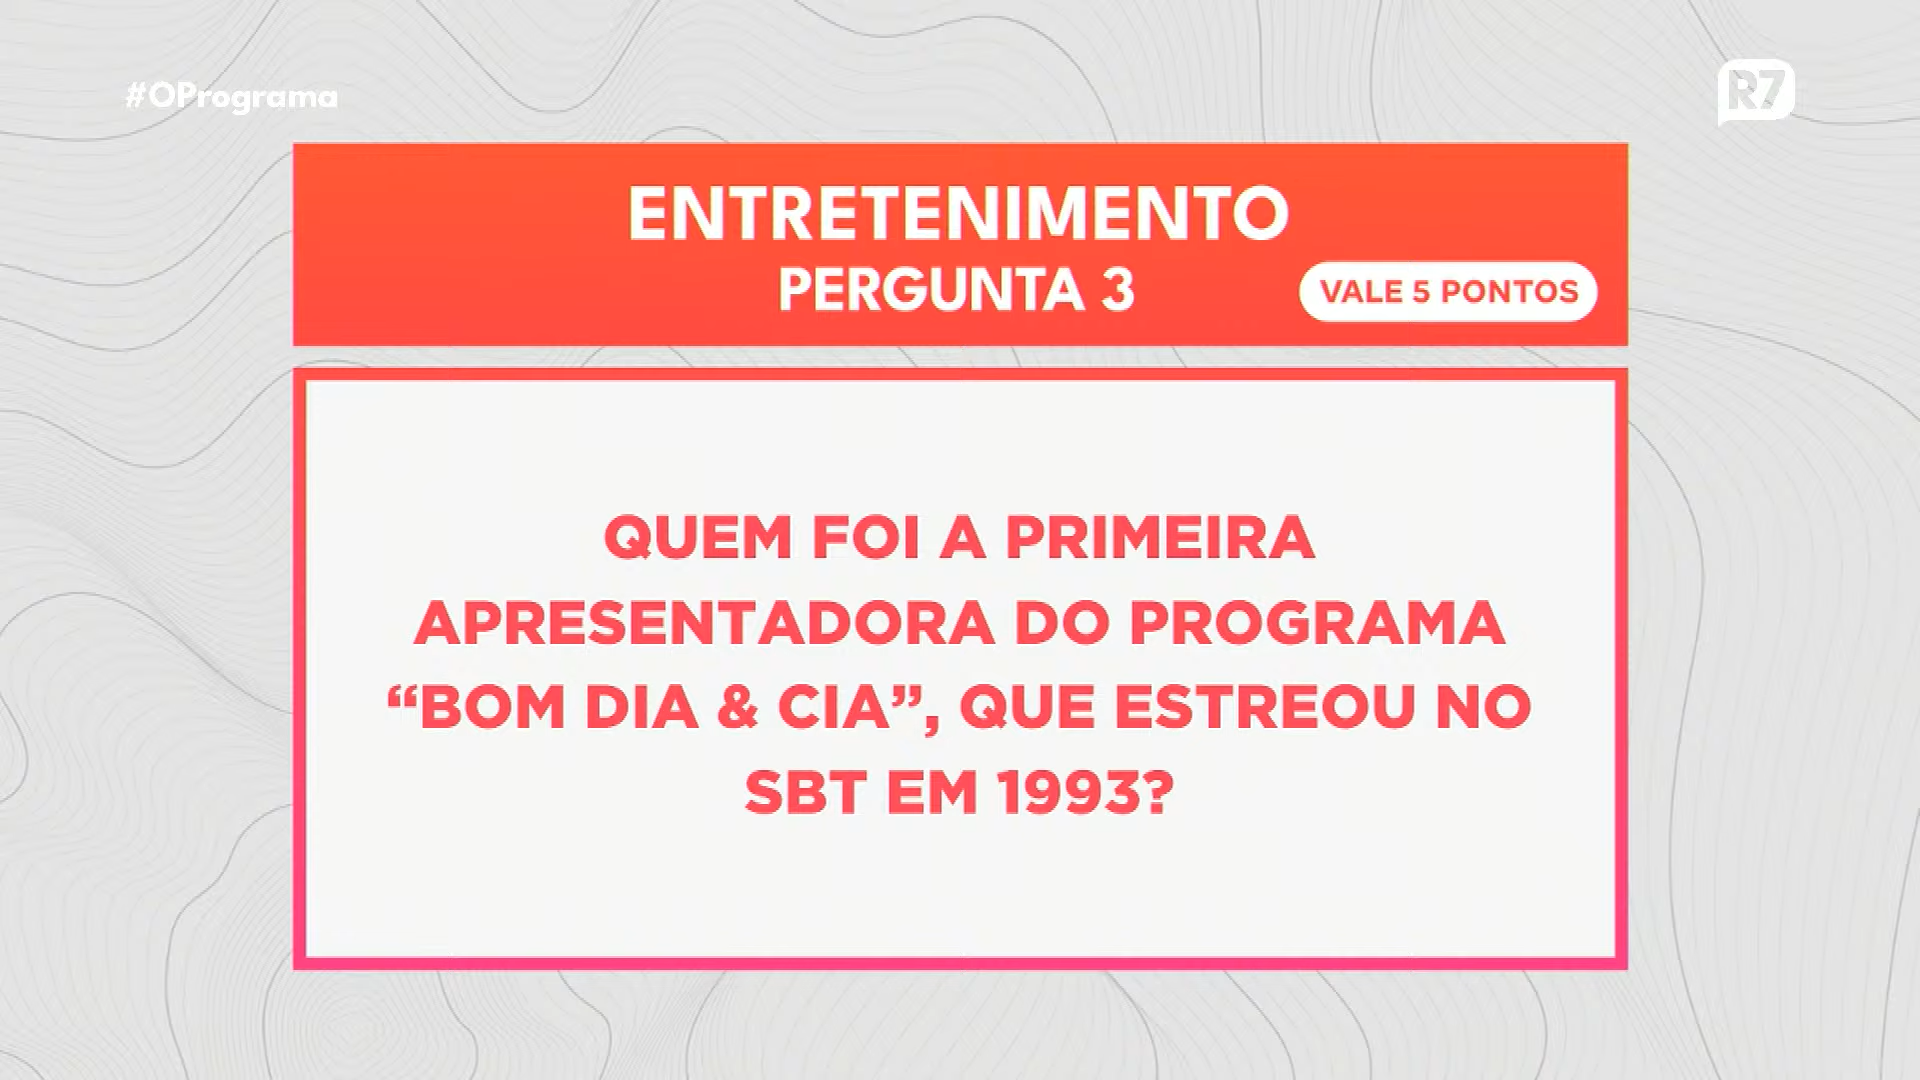 #OPrograma
R7
ENTRETENIMENTO
PERGUNTA 3
VALE 5 PONTOS
QUEM FOI A PRIMEIRA
APRESENTADORA DO PROGRAMA
“BOM DIA & CIA”, QUE ESTREOU NO
SBT EM 1993?